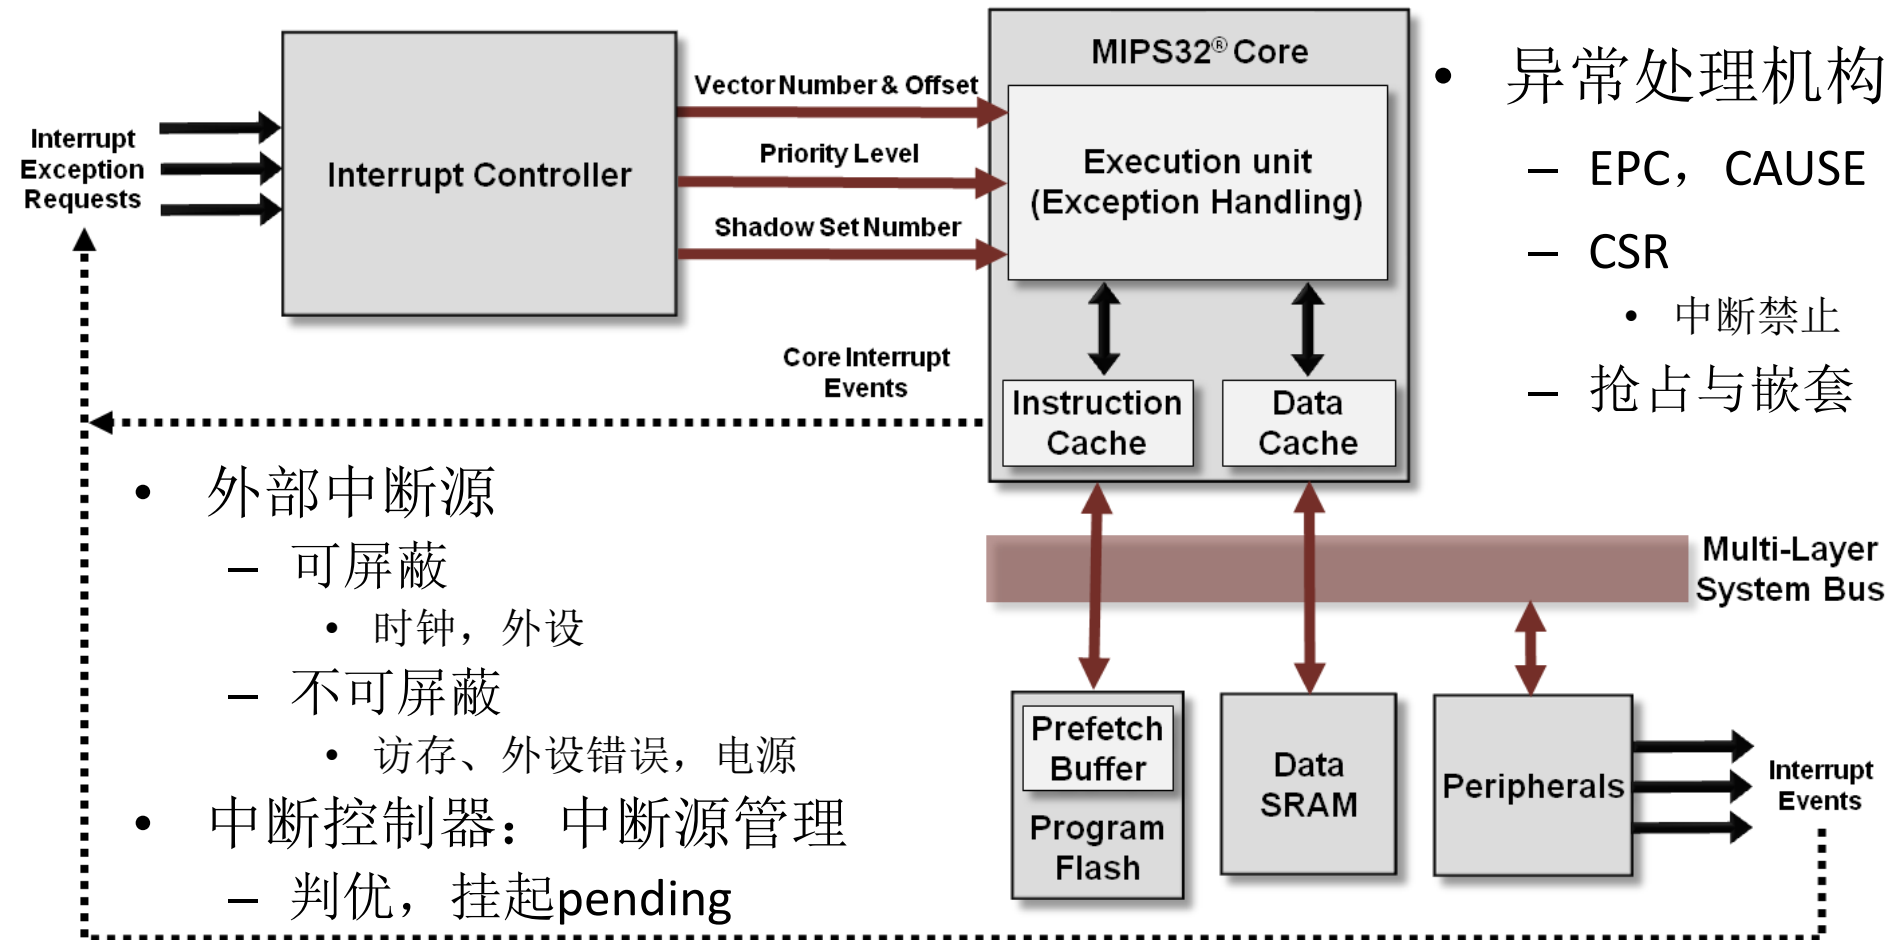 MIPS32® Core
Vector Number & Offset
Interrupt
Exception
Requests
Interrupt Controller
Priority Level
Execution unit
(Exception Handling)
Shadow Set Number
Core Interrupt
Events
Instruction
Cache
Data
Cache
• 异常处理机构
– EPC，CAUSE
– CSR
• 中断禁止
– 抢占与嵌套
• 外部中断源
– 可屏蔽
• 时钟，外设
– 不可屏蔽
• 访存、外设错误，电源
• 中断控制器：中断源管理
– 判优，挂起pending
Multi-Layer
System Bus
Prefetch
Buffer
Program
Flash
Data
SRAM
Peripherals
Interrupt
Events